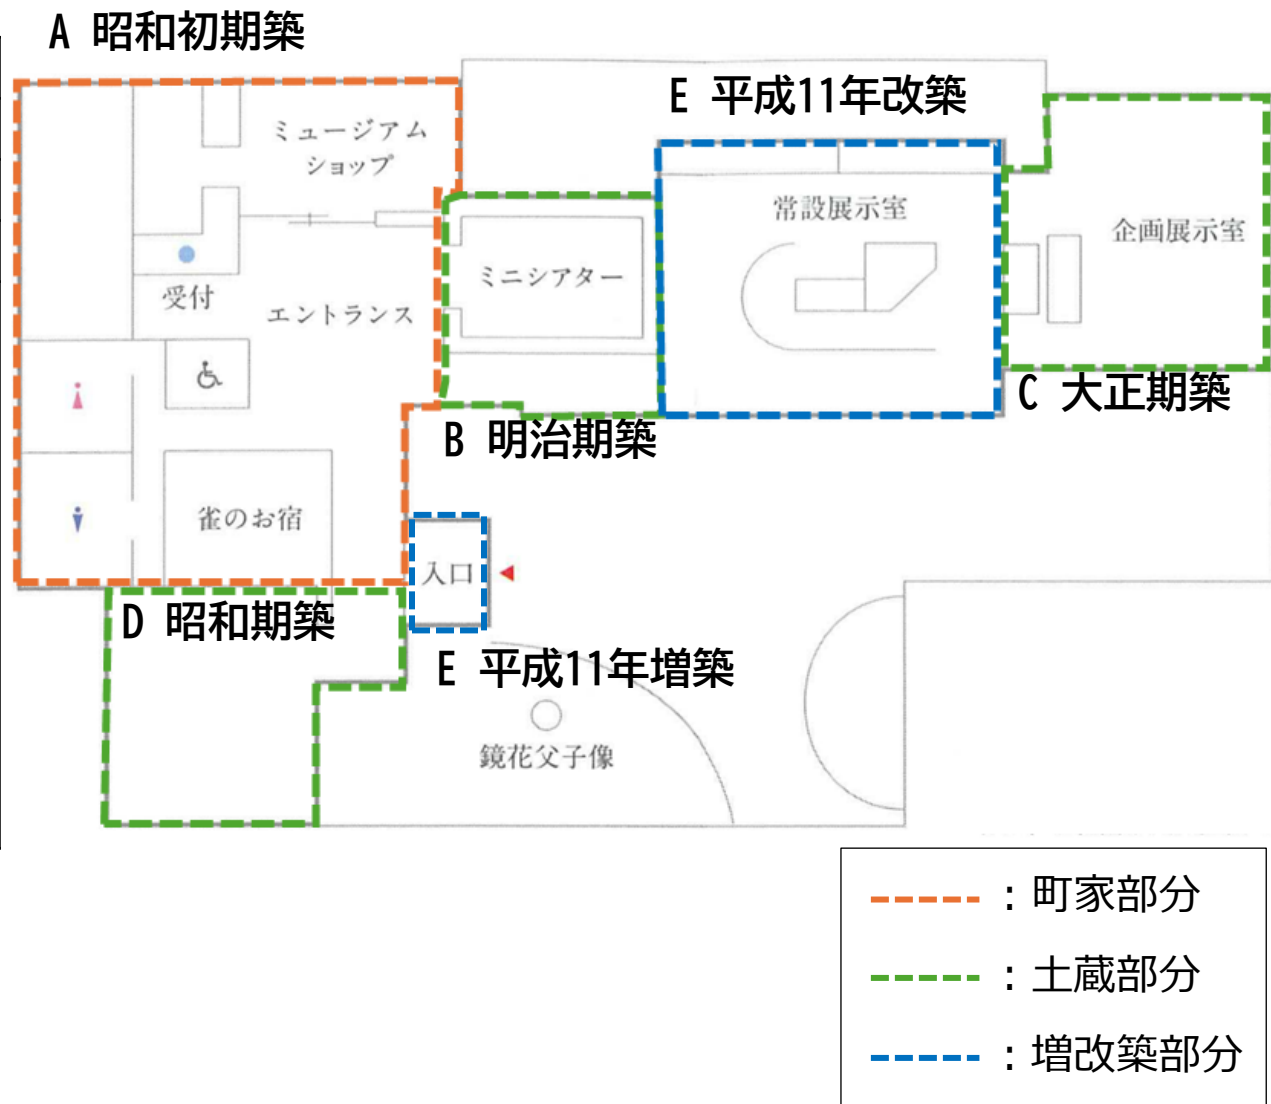 A 昭和初期築
E 平成11年改築
ミュージアム
ショップ
常設展示室
企画展示室
ミニシアター
受付
エントランス
C 大正期築
B 明治期築
雀のお宿
入口
D 昭和期築
E 平成11年増築
鏡花父子像
：町家部分
：土蔵部分
：増改築部分